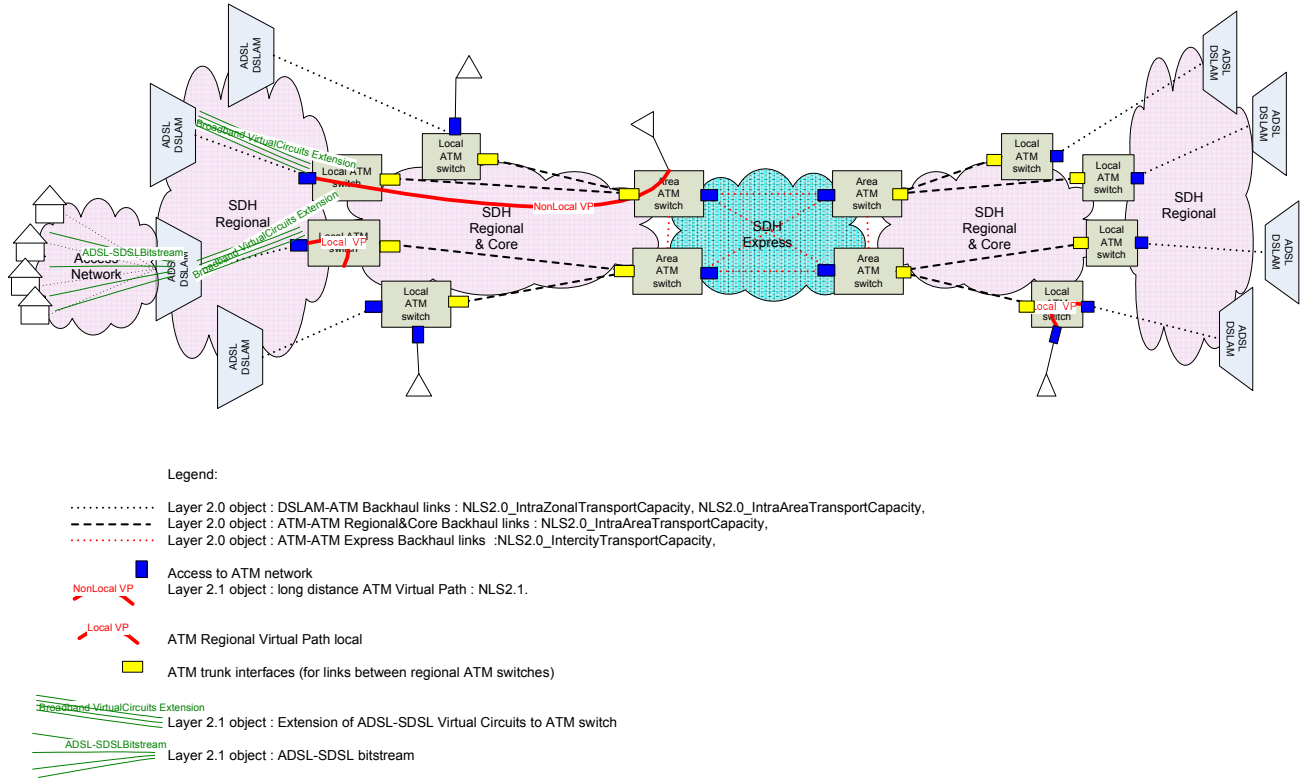 ADSL
DSLAM
ADSL
DSLAM
Broadband VirtualCircuits Extension
Local ATM
switch
Local
ATM
switch
SDH
Regional
Access
Network
ADSL-SDSLBitstream
ADSL
DSLAM
Broadband VirtualCircuits Extension
Local ATM
switch
Local VP
Local
ATM
switch
ADSL
DSLAM
NonLocal VP
SDH
Regional
& Core
Area
ATM
switch
Area
ATM
switch
SDH
Express
Area
ATM
switch
Area
ATM
switch
SDH
Regional
& Core
Local
ATM
switch
Local
ATM
switch
Local
ATM
switch
Local
ATM
switch
Local VP
SDH
Regional
ADSL
DSLAM
ADSL
DSLAM
ADSL
DSLAM
ADSL
DSLAM
Legend:
Layer 2.0 object : DSLAM-ATM Backhaul links : NLS2.0_IntraZonalTransportCapacity, NLS2.0_IntraAreaTransportCapacity,
Layer 2.0 object : ATM-ATM Regional&Core Backhaul links : NLS2.0_IntraAreaTransportCapacity,
Layer 2.0 object : ATM-ATM Express Backhaul links :NLS2.0_IntercityTransportCapacity,
Access to ATM network
NonLocal VP
Layer 2.1 object : long distance ATM Virtual Path : NLS2.1.
Local VP
ATM Regional Virtual Path local
ATM trunk interfaces (for links between regional ATM switches)
Broadband VirtualCircuits Extension
Layer 2.1 object : Extension of ADSL-SDSL Virtual Circuits to ATM switch
ADSL-SDSLBitstream
Layer 2.1 object : ADSL-SDSL bitstream